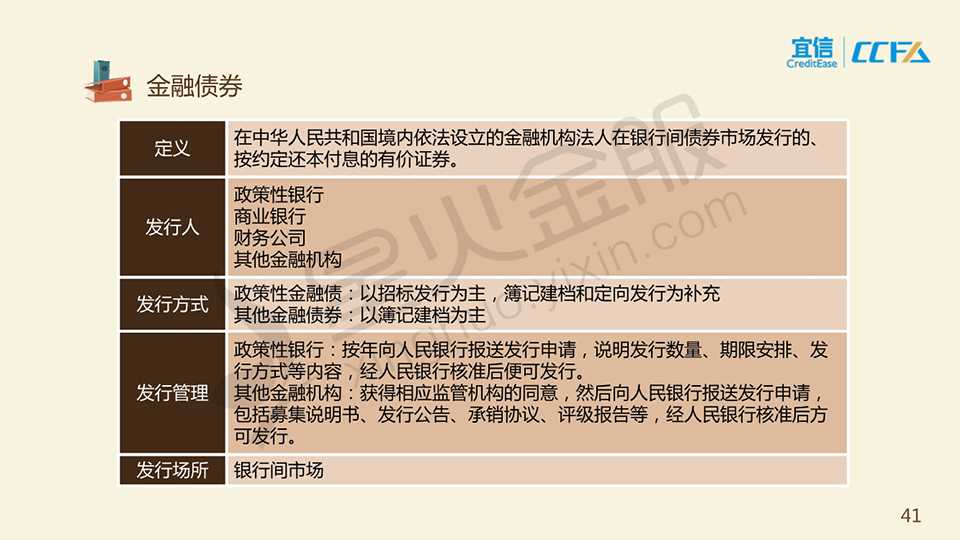 宜信
CreditEase
CCFA
金融债券
定义
在中华人民共和国境内依法设立的金融机构法人在银行间债券市场发行的、
按约定还本付息的有价证券。
发行人
政策性银行
商业银行
财务公司
其他金融机构
发行方式
政策性金融债：以招标发行为主，簿记建档和定向发行为补充
其他金融债券：以簿记建档为主
发行管理
政策性银行：按年向人民银行报送发行申请，说明发行数量、期限安排、发
行方式等内容，经人民银行核准后便可发行。
其他金融机构：获得相应监管机构的同意，然后向人民银行报送发行申请，
包括募集说明书、发行公告、承销协议、评级报告等，经人民银行核准后方
可发行。
发行场所
银行间市场
星火金服
41